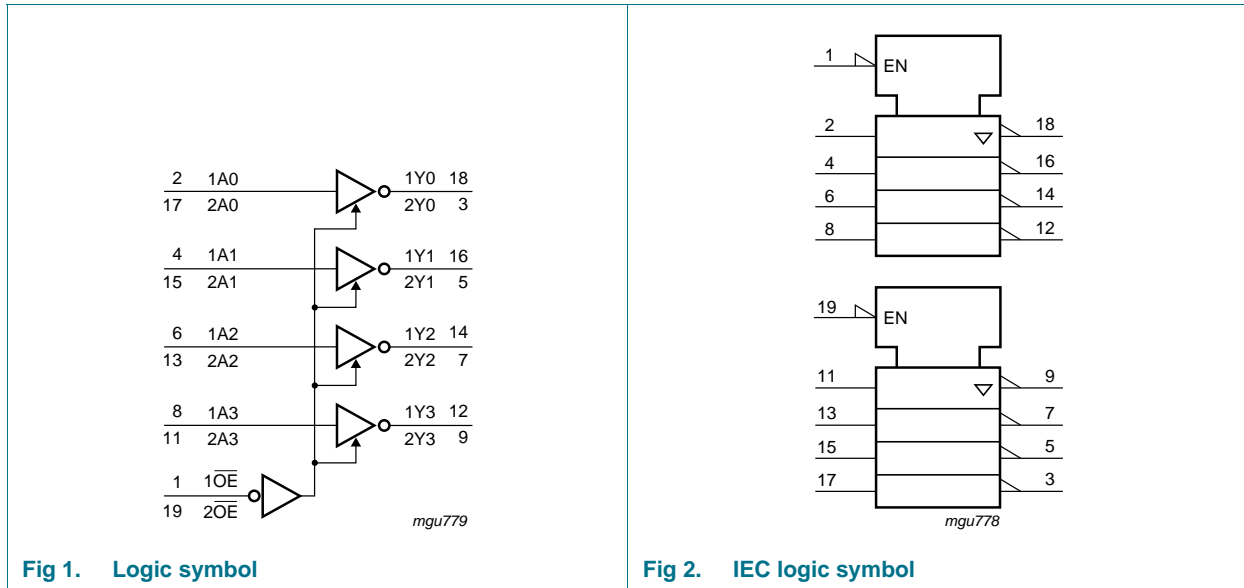 2 1A0 1Y0 18
17 2A0 2Y0 3
4 1A1 1Y1 16
15 2A1 2Y1 5
6 1A2 1Y2 14
13 2A2 2Y2 7
8 1A3 1Y3 12
11 2A3 2Y3 9
1 1O̅E̅
19 2O̅E̅
mgu779
Fig 1. Logic symbol
1 EN
2 18
4 16
6 14
8 12
19 EN
11 9
13 7
15 5
17 3
mgu778
Fig 2. IEC logic symbol